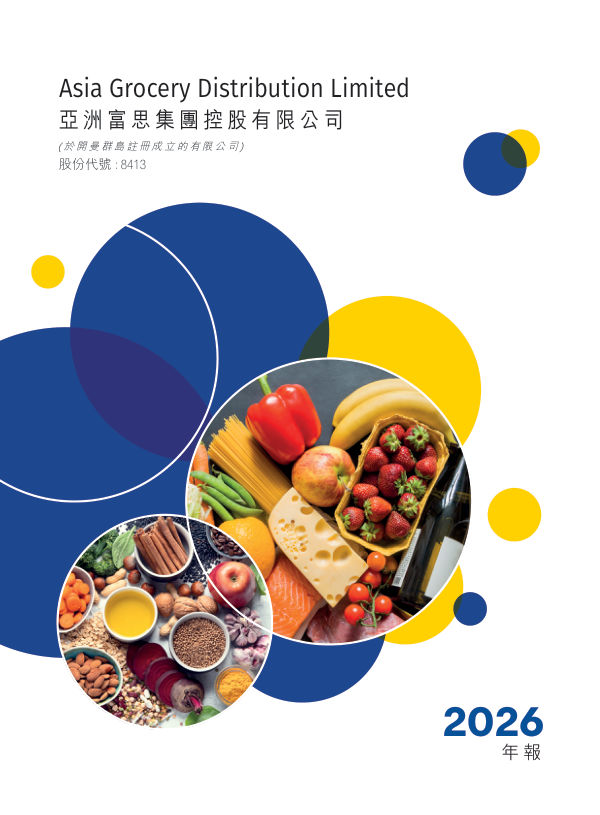 Asia Grocery Distribution Limited
亞洲富思集團控股有限公司
(於開曼群島註冊成立的有限公司)
股份代號 : 8413
2026
年報